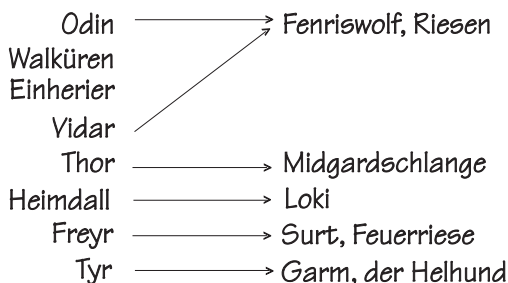 Odin Fenriswolf, Riesen
Walküren
Einherier
Vidar
Thor Midgardschlange
Heimdall Loki
Freyr Surt, Feuerriese
Tyr Garm, der Helhund